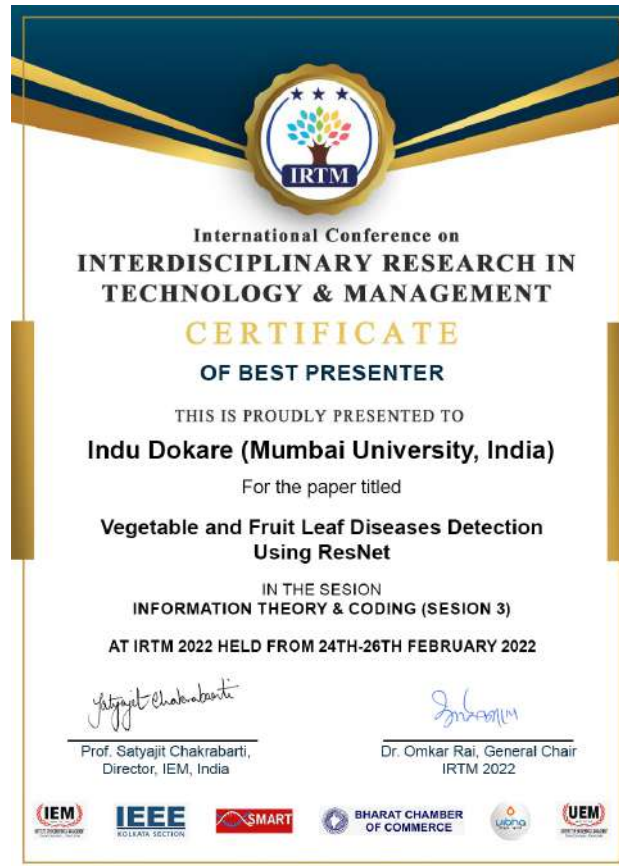 IRTM
International Conference on
INTERDISCIPLINARY RESEARCH IN
TECHNOLOGY & MANAGEMENT
CERTIFICATE
OF BEST PRESENTER
THIS IS PROUDLY PRESENTED TO
Indu Dokare (Mumbai University, India)
For the paper titled
Vegetable and Fruit Leaf Diseases Detection
Using ResNet
IN THE SESION
INFORMATION THEORY & CODING (SESION 3)
AT IRTM 2022 HELD FROM 24TH-26TH FEBRUARY 2022
Satyajit Chakrabarti
Prof. Satyajit Chakrabarti,
Director, IEM, India
Dr. Omkar Rai, General Chair
IRTM 2022
IEM
IEEE
KOLKATA SECTION
SMART
BHARAT CHAMBER
OF COMMERCE
UEM